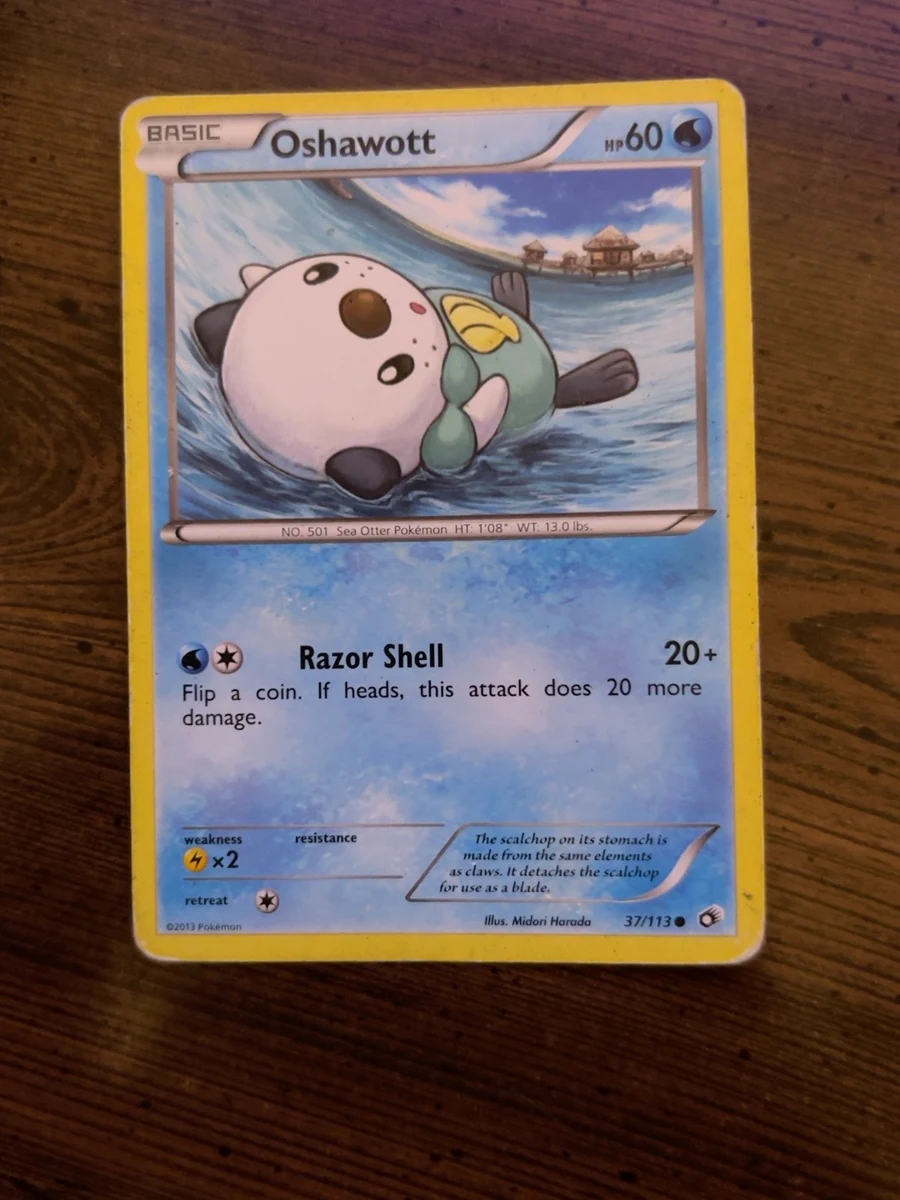 BASIC Oshawott HP60
NO. 501 Sea Otter Pokémon HT: 1'08" WT: 13.0 lbs.
Razor Shell 20+
Flip a coin. If heads, this attack does 20 more
damage.
weakness resistance
×2
retreat
The scalchop on its stomach is
made from the same elements
as claws. It detaches the scalchop
for use as a blade.
©2013 Pokémon Illus. Midori Harada 37/113